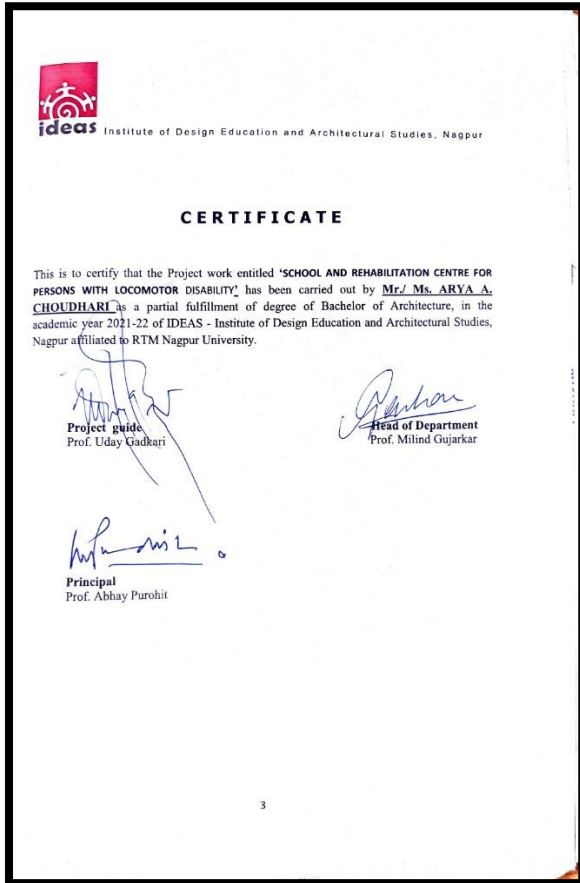 ideas Institute of Design Education and Architectural Studies, Nagpur
CERTIFICATE
This is to certify that the Project work entitled ‘SCHOOL AND REHABILITATION CENTRE FOR
PERSONS WITH LOCOMOTOR DISABILITY’ has been carried out by Mr./ Ms. ARYA A.
CHOUDHARI as a partial fulfillment of degree of Bachelor of Architecture, in the
academic year 2021-22 of IDEAS - Institute of Design Education and Architectural Studies,
Nagpur affiliated to RTM Nagpur University.
Project guide
Prof. Uday Gadkari
Head of Department
Prof. Milind Gujarkar
Principal
Prof. Abhay Purohit
3